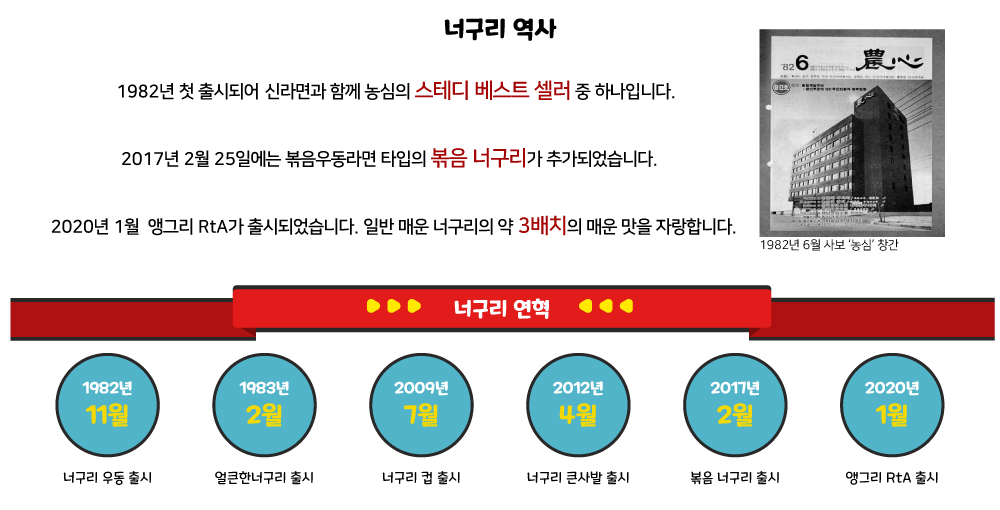 너구리 역사
1982년 첫 출시되어 신라면과 함께 농심의 스테디 베스트 셀러 중 하나입니다.
2017년 2월 25일에는 볶음우동라면 타입의 볶음 너구리가 추가되었습니다.
2020년 1월 앵그리 RtA가 출시되었습니다. 일반 매운 너구리의 약 3배치의 매운 맛을 자랑합니다.
'82.6
農心
창간호
1982년 6월 사보 ‘농심’ 창간
너구리 연혁
1982년
11월
너구리 우동 출시
1983년
2월
얼큰한너구리 출시
2009년
7월
너구리 컵 출시
2012년
4월
너구리 큰사발 출시
2017년
2월
볶음 너구리 출시
2020년
1월
앵그리 RtA 출시